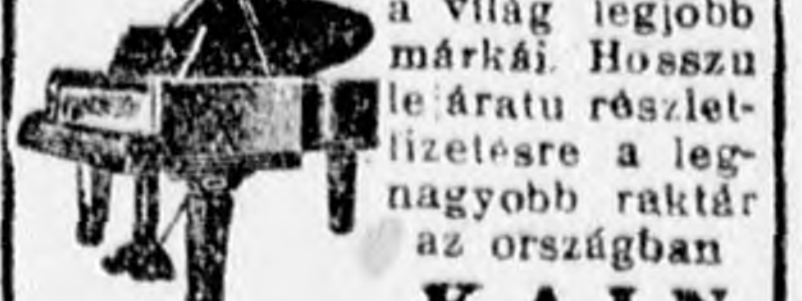 a világ legjobb
márkái. Hosszu
lejáratu részlet-
fizetésre a leg-
nagyobb raktár
az országban